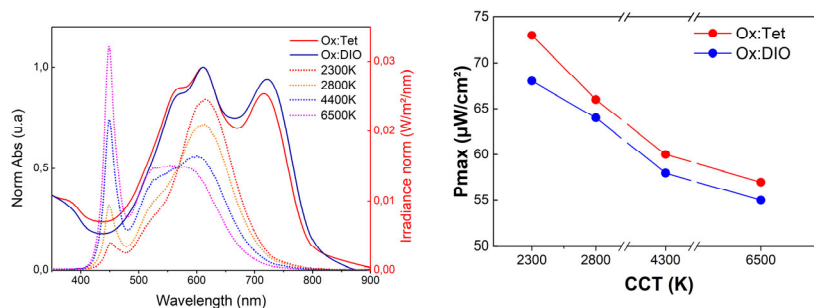 Ox:Tet
Ox:DIO
2300K
2800K
4400K
6500K
1,0
0,5
0,0
Norm Abs (u.a)
400 500 600 700 800 900
Wavelength (nm)
0,03
0,02
0,01
0,00
Irradiance norm (W/m²/nm)
Ox:Tet
Ox:DIO
75
70
65
60
55
50
Pmax (µW/cm²)
2300 2800 4300 6500
CCT (K)